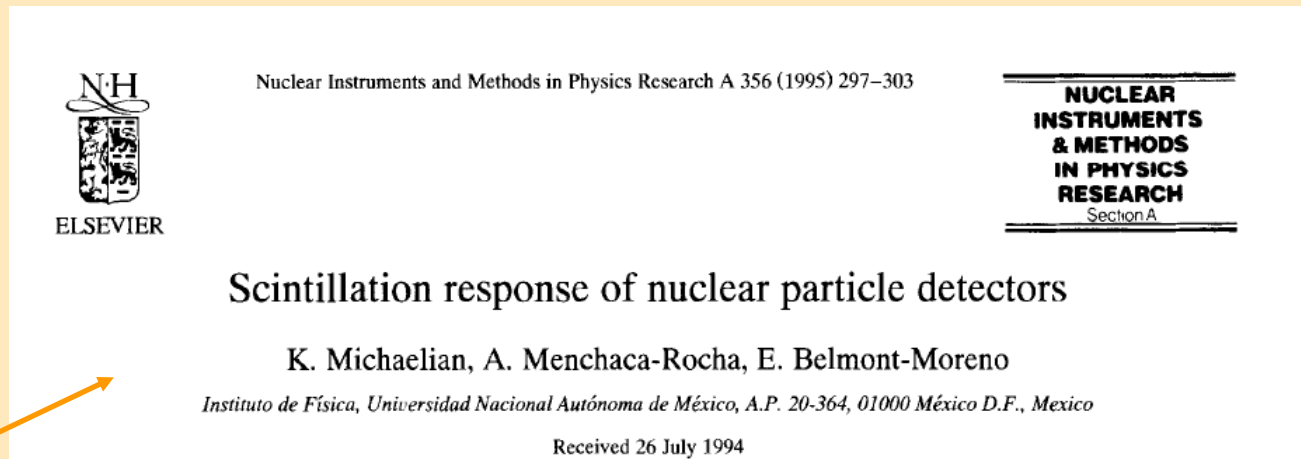 N·H
ELSEVIER
Nuclear Instruments and Methods in Physics Research A 356 (1995) 297–303
NUCLEAR
INSTRUMENTS
& METHODS
IN PHYSICS
RESEARCH
Section A
Scintillation response of nuclear particle detectors
K. Michaelian, A. Menchaca-Rocha, E. Belmont-Moreno
Instituto de Física, Universidad Nacional Autónoma de México, A.P. 20-364, 01000 México D.F., Mexico
Received 26 July 1994